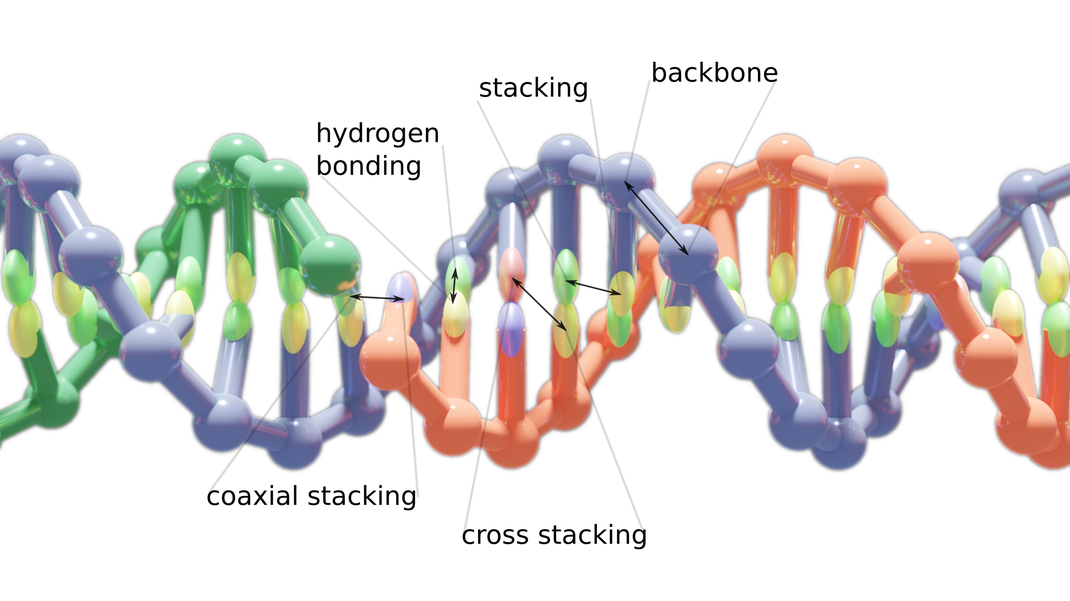 backbone
stacking
hydrogen
bonding
coaxial stacking
cross stacking